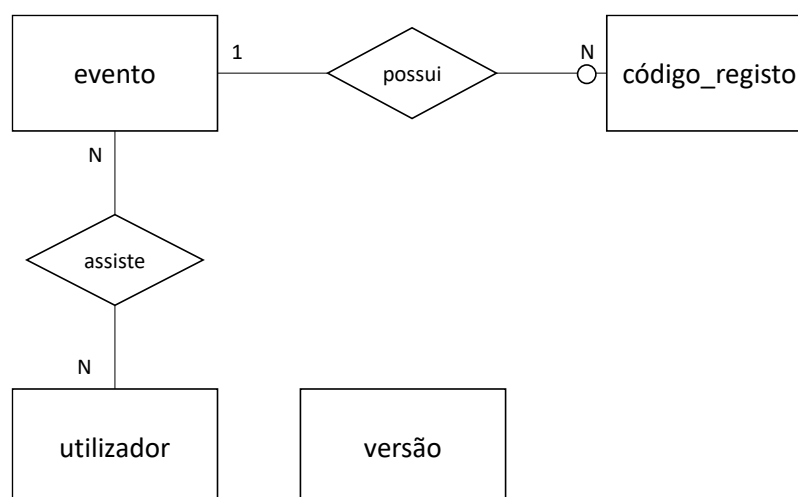 evento
1
possui
N
código_registo
N
assiste
N
utilizador
versão